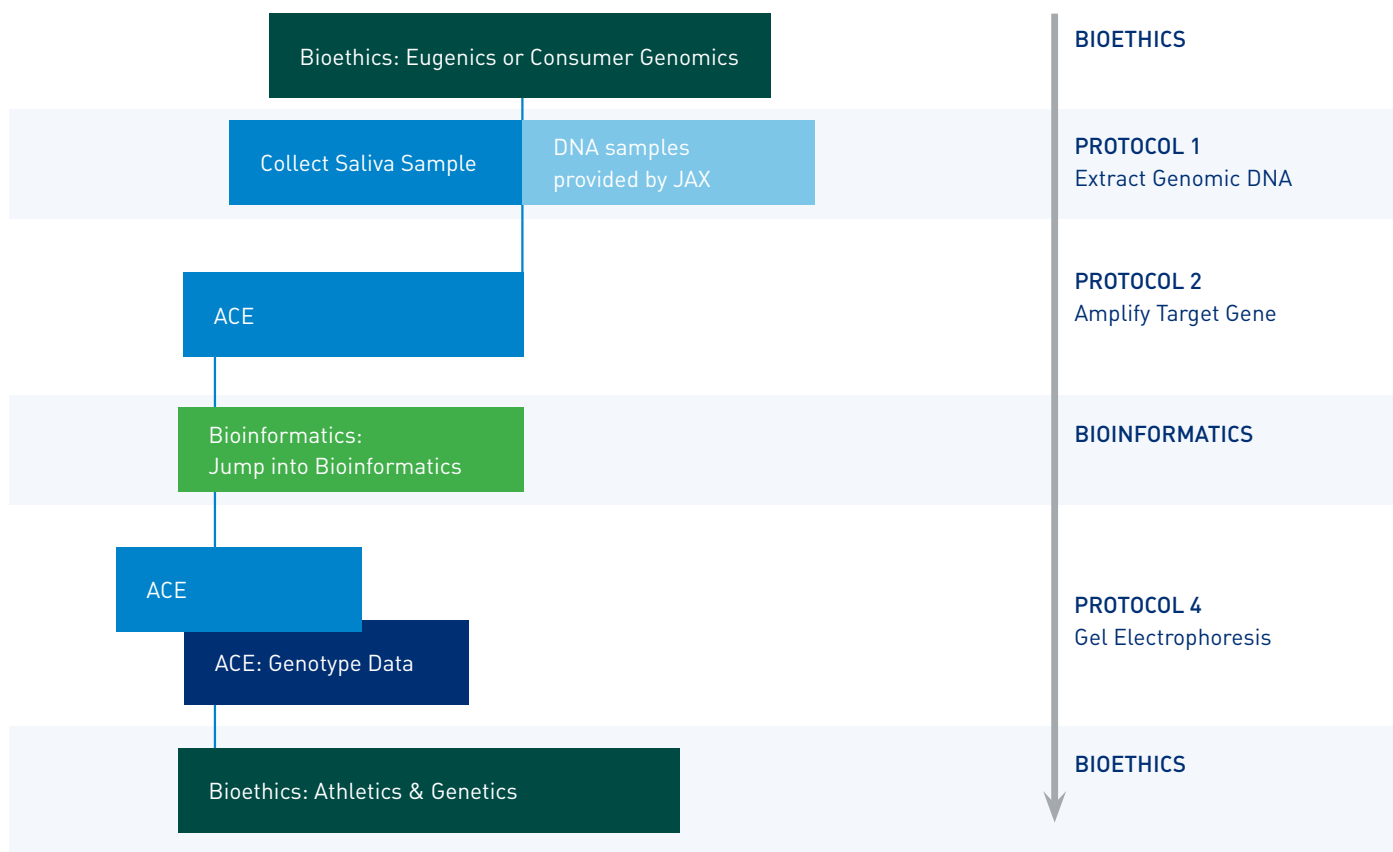 Bioethics: Eugenics or Consumer Genomics
BIOETHICS
Collect Saliva Sample
DNA samples
provided by JAX
PROTOCOL 1
Extract Genomic DNA
ACE
PROTOCOL 2
Amplify Target Gene
Bioinformatics:
Jump into Bioinformatics
BIOINFORMATICS
ACE
ACE: Genotype Data
PROTOCOL 4
Gel Electrophoresis
Bioethics: Athletics & Genetics
BIOETHICS